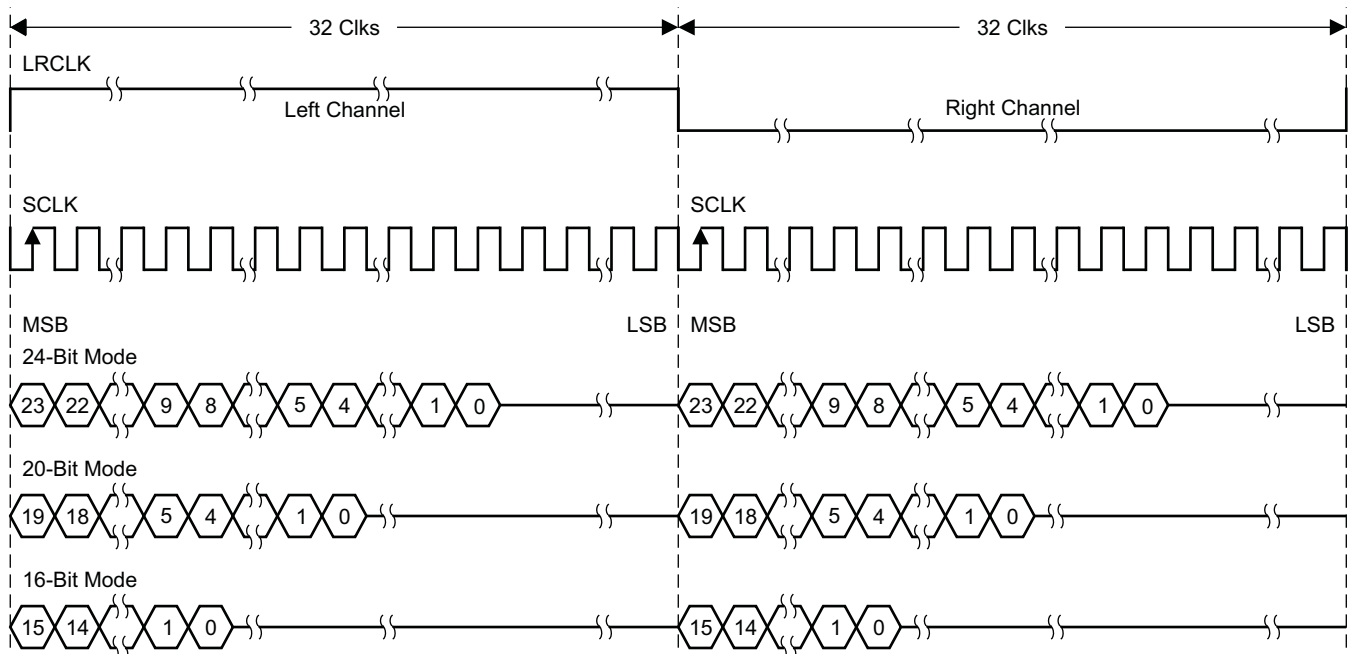 32 Clks 32 Clks
LRCLK
Left Channel Right Channel
SCLK SCLK
MSB LSB MSB LSB
24-Bit Mode
23 22 9 8 5 4 1 0 23 22 9 8 5 4 1 0
20-Bit Mode
19 18 5 4 1 0 19 18 5 4 1 0
16-Bit Mode
15 14 1 0 15 14 1 0